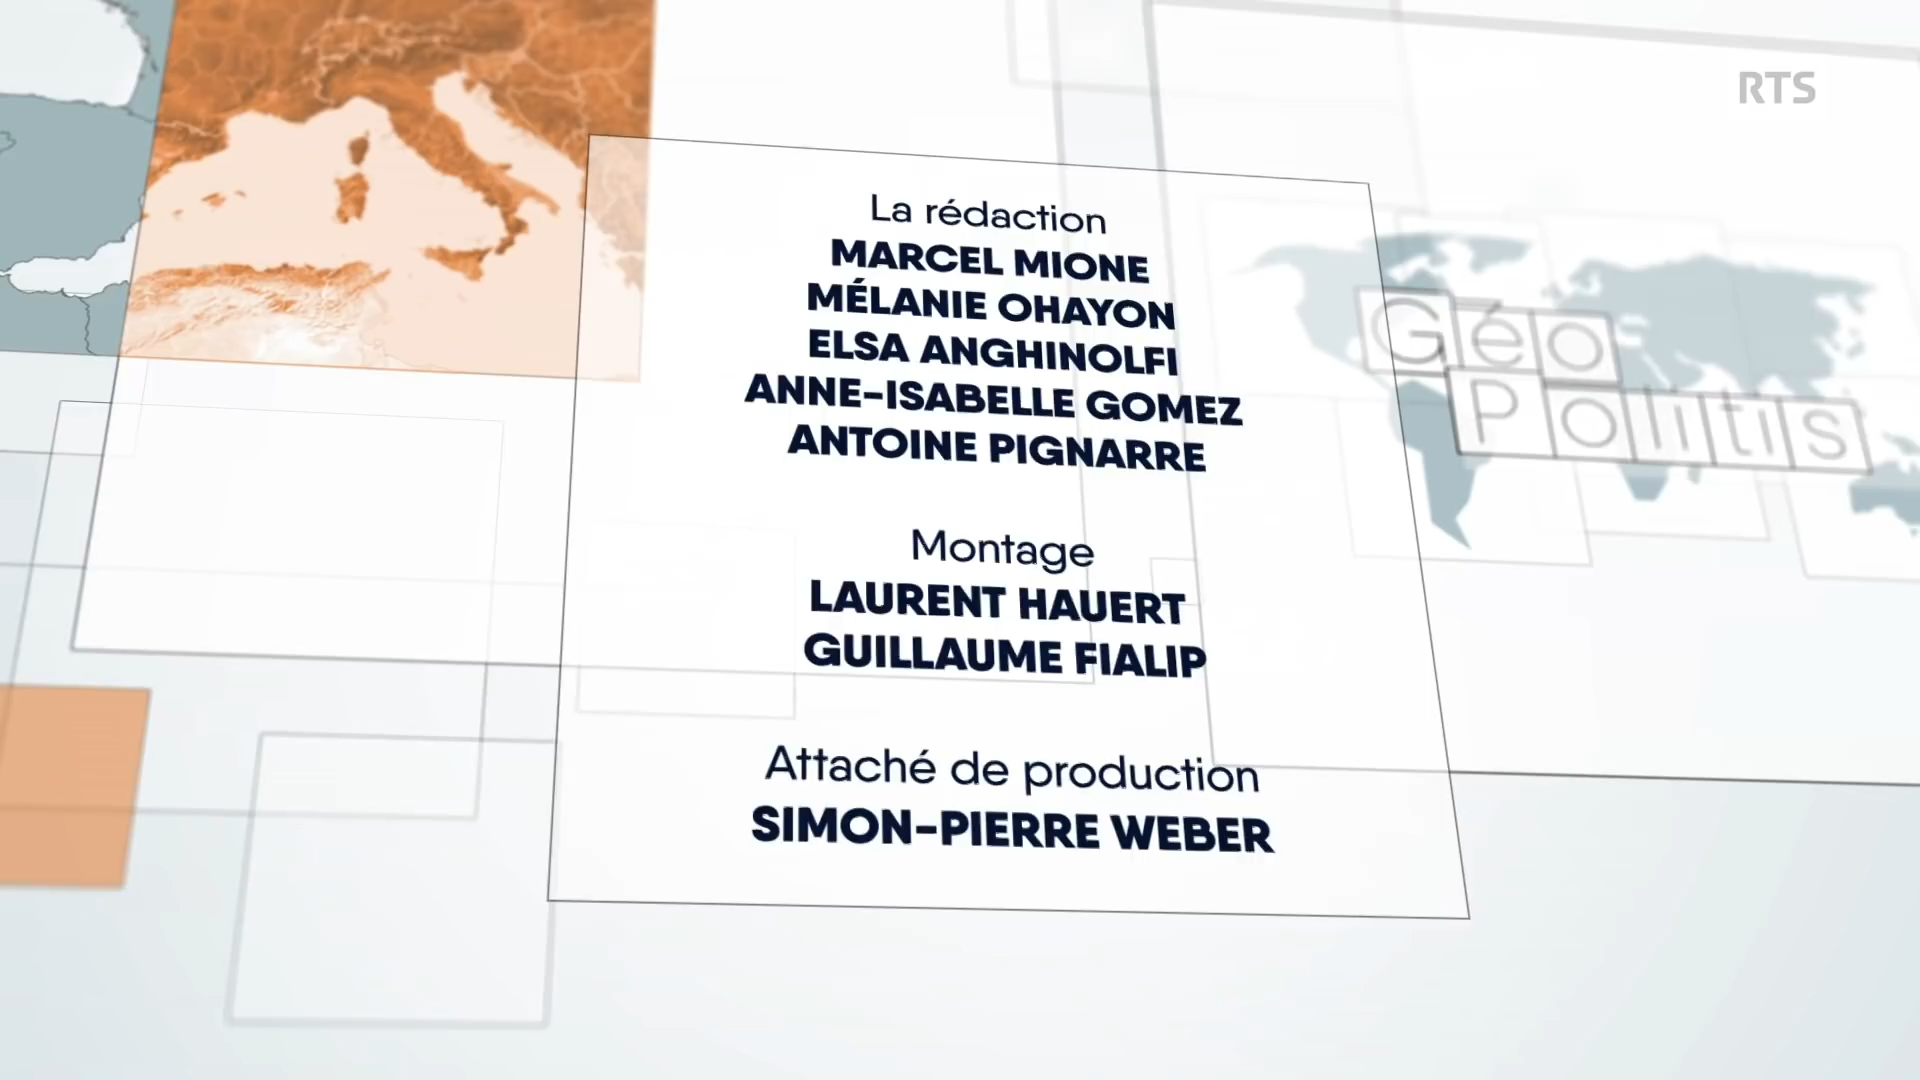 RTS
La rédaction
MARCEL MIONE
MÉLANIE OHAYON
ELSA ANGHINOLFI
ANNE-ISABELLE GOMEZ
ANTOINE PIGNARRE
Montage
LAURENT HAUERT
GUILLAUME FIALIP
Attaché de production
SIMON-PIERRE WEBER
Géo
Politis